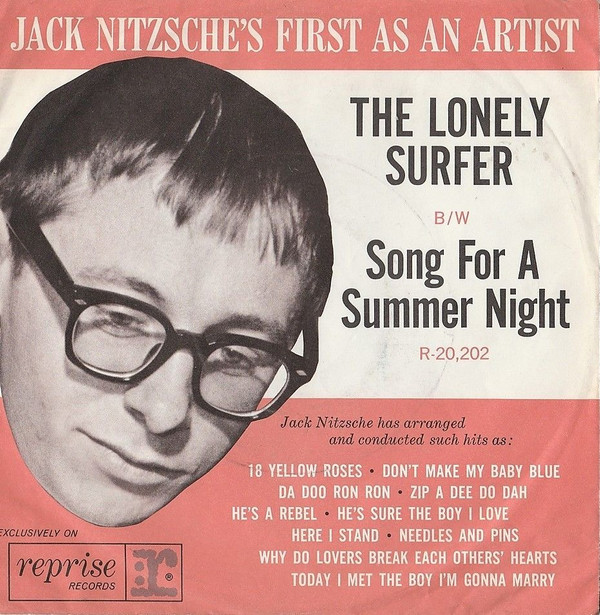 JACK NITZSCHE'S FIRST AS AN ARTIST
THE LONELY
SURFER
B/W
Song For A
Summer Night
R-20,202
Jack Nitzsche has arranged
and conducted such hits as:
18 YELLOW ROSES • DON'T MAKE MY BABY BLUE
DA DOO RON RON • ZIP A DEE DO DAH
HE'S A REBEL • HE'S SURE THE BOY I LOVE
HERE I STAND • NEEDLES AND PINS
WHY DO LOVERS BREAK EACH OTHERS' HEARTS
TODAY I MET THE BOY I'M GONNA MARRY
EXCLUSIVELY ON
reprise
RECORDS
r ®